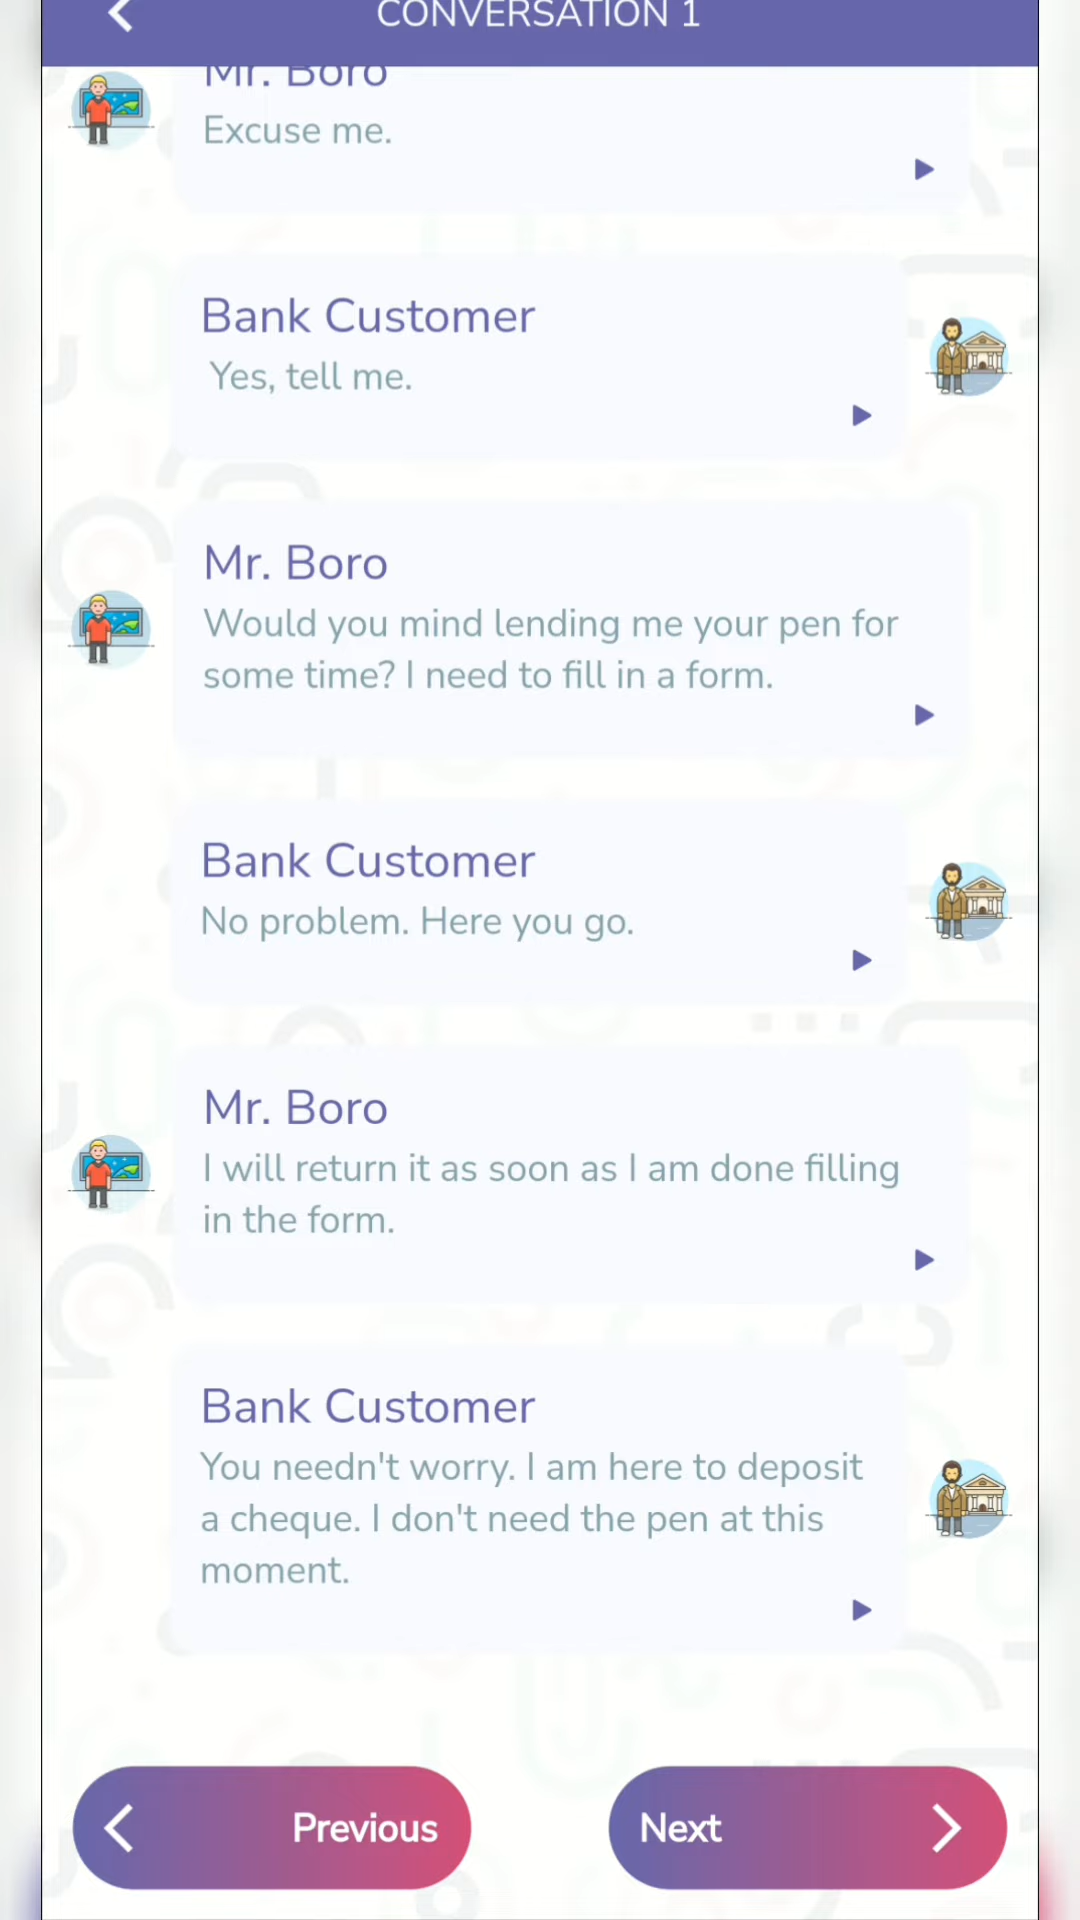 CONVERSATION 1
Mr. Boro
Excuse me.
Bank Customer
Yes, tell me.
Mr. Boro
Would you mind lending me your pen for
some time? I need to fill in a form.
Bank Customer
No problem. Here you go.
Mr. Boro
I will return it as soon as I am done filling
in the form.
Bank Customer
You needn't worry. I am here to deposit
a cheque. I don't need the pen at this
moment.
Previous
Next